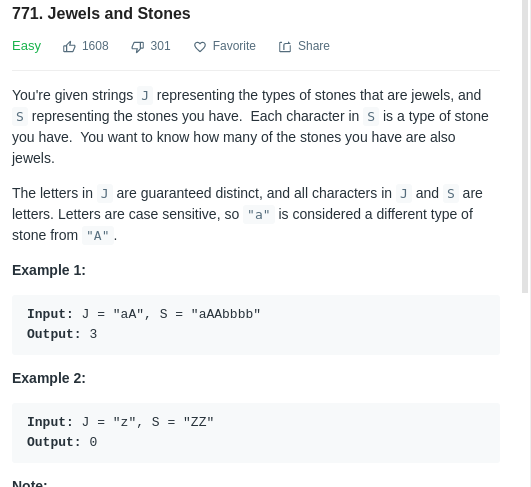 771. Jewels and Stones
Easy 1608 301 Favorite Share
You're given strings J representing the types of stones that are jewels, and
S representing the stones you have. Each character in S is a type of stone
you have. You want to know how many of the stones you have are also
jewels.
The letters in J are guaranteed distinct, and all characters in J and S are
letters. Letters are case sensitive, so "a" is considered a different type of
stone from "A".
Example 1:
Input: J = "aA", S = "aAAbbbb"
Output: 3
Example 2:
Input: J = "z", S = "ZZ"
Output: 0
Note: